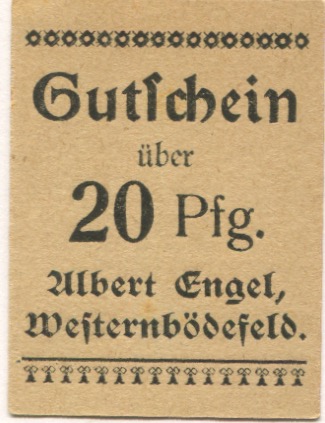 Gutſchein
über
20 Pfg.
Albert Engel,
Weſternbödefeld.